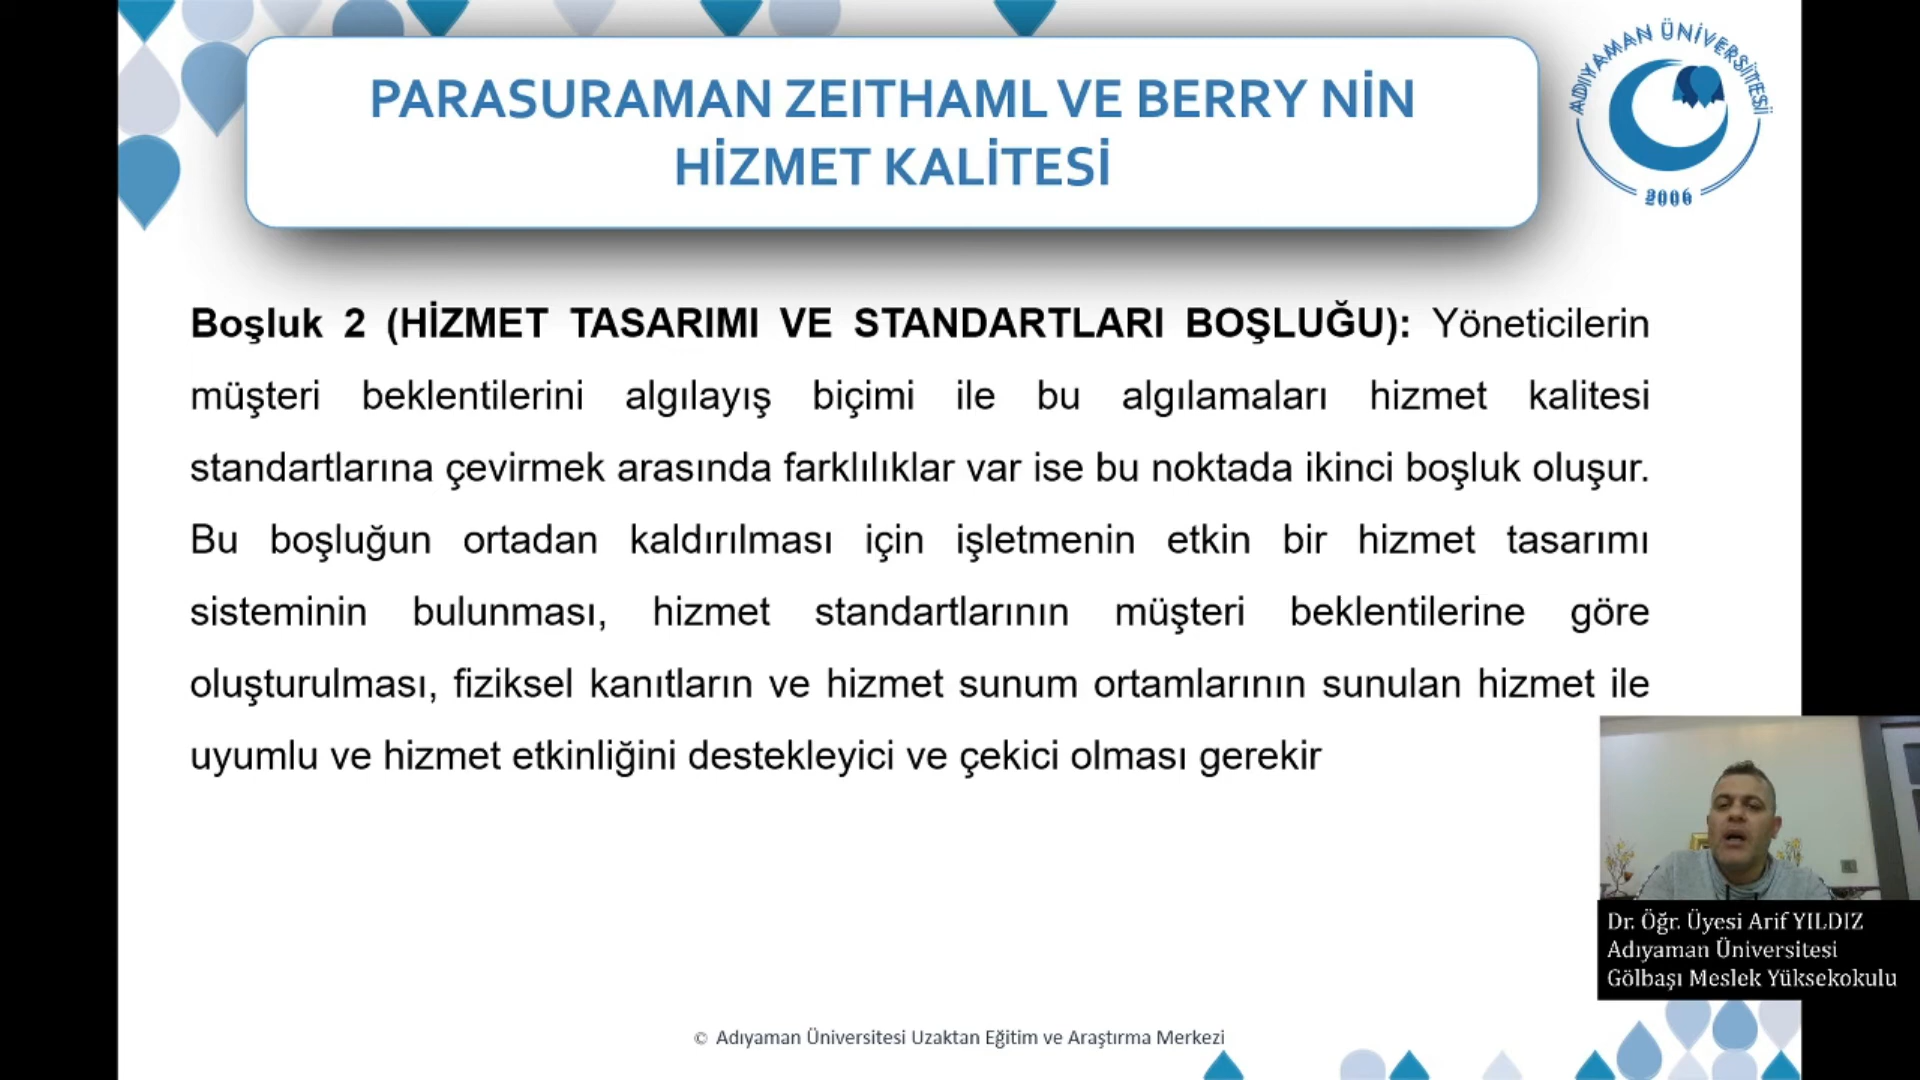 PARASURAMAN ZEITHAML VE BERRY NİN
HİZMET KALİTESİ
ADIYAMAN ÜNİVERSİTESİ
2006
Boşluk 2 (HİZMET TASARIMI VE STANDARTLARI BOŞLUĞU): Yöneticilerin
müşteri beklentilerini algılayış biçimi ile bu algılamaları hizmet kalitesi
standartlarına çevirmek arasında farklılıklar var ise bu noktada ikinci boşluk oluşur.
Bu boşluğun ortadan kaldırılması için işletmenin etkin bir hizmet tasarımı
sisteminin bulunması, hizmet standartlarının müşteri beklentilerine göre
oluşturulması, fiziksel kanıtların ve hizmet sunum ortamlarının sunulan hizmet ile
uyumlu ve hizmet etkinliğini destekleyici ve çekici olması gerekir
Dr. Öğr. Üyesi Arif YILDIZ
Adıyaman Üniversitesi
Gölbaşı Meslek Yüksekokulu
© Adıyaman Üniversitesi Uzaktan Eğitim ve Araştırma Merkezi